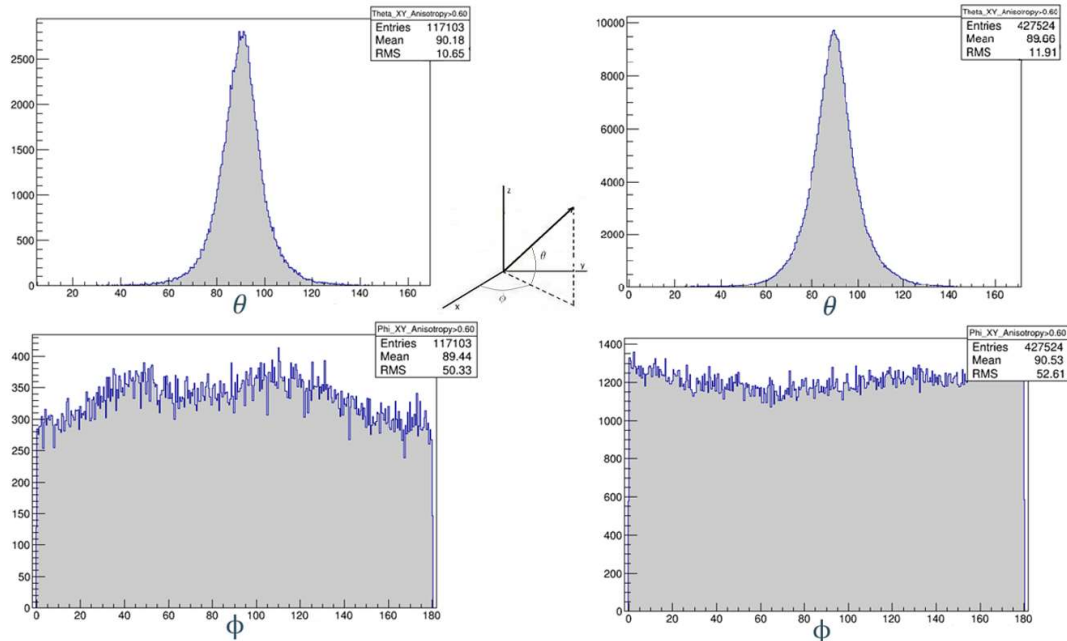 Theta_XY_Anisotropy>0.60
Entries 117103
Mean 90.18
RMS 10.65
2500
2000
1500
1000
500
0
0 20 40 60 80 100 120 140 160
θ
Theta_XY_Anisotropy>0.60
Entries 427524
Mean 89.66
RMS 11.91
10000
8000
6000
4000
2000
0
0 20 40 60 80 100 120 140 160
θ
z
θ
y
x
ϕ
Phi_XY_Anisotropy>0.60
Entries 117103
Mean 89.44
RMS 50.33
400
350
300
250
200
150
100
50
0
0 20 40 60 80 100 120 140 160 180
ϕ
Phi_XY_Anisotropy>0.60
Entries 427524
Mean 90.53
RMS 52.61
1400
1200
1000
800
600
400
200
0
0 20 40 60 80 100 120 140 160 180
ϕ